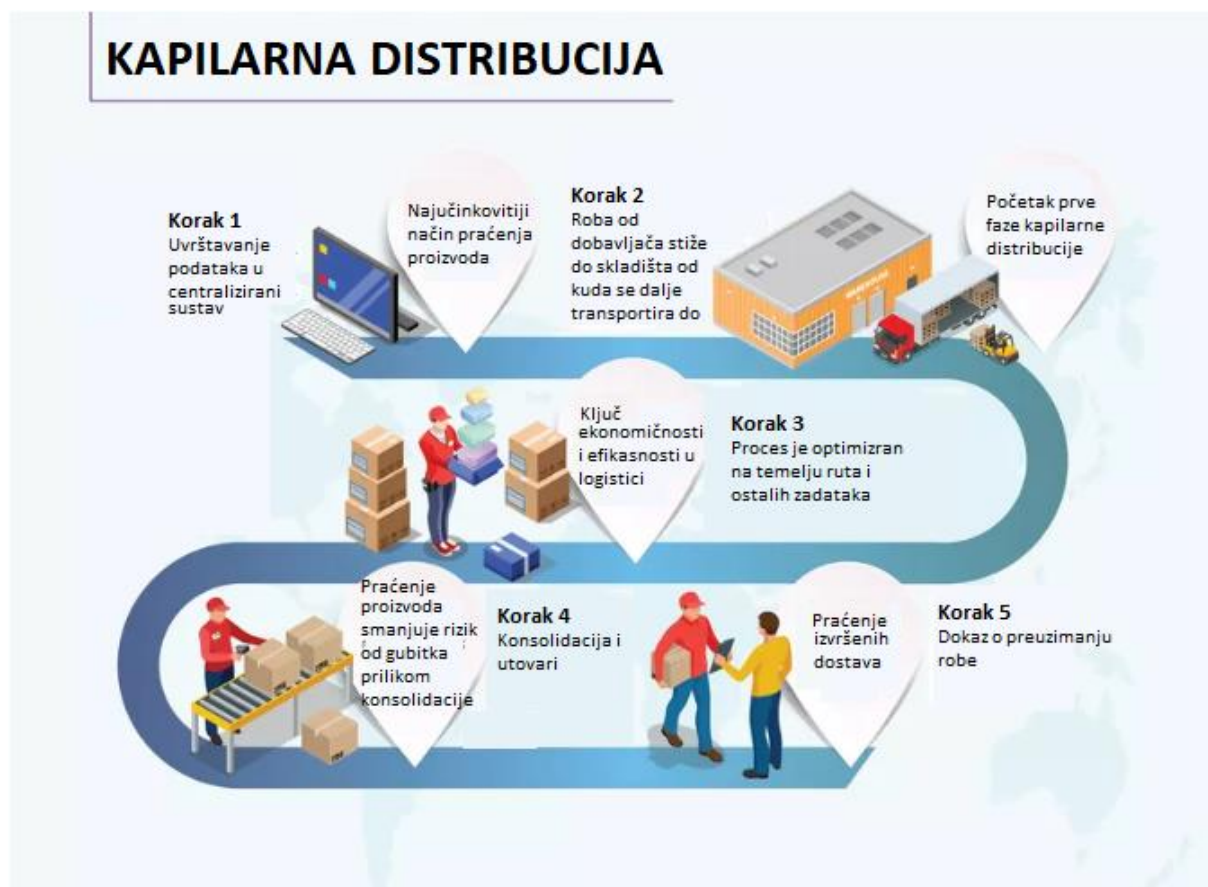 KAPILARNA DISTRIBUCIJA
Korak 1
Uvrštavanje
podataka u
centralizirani
sustav
Najučinkovitiji
način praćenja
proizvoda
Korak 2
Roba od
dobavljača stiže
do skladišta od
kuda se dalje
transportira do
WAREHOUSE
Početak prve
faze kapilarne
distribucije
Ključ
ekonomičnosti
i efikasnosti u
logistici
Korak 3
Proces je optimizran
na temelju ruta i
ostalih zadataka
Praćenje
proizvoda
smanjuje rizik
od gubitka
prilikom
konsolidacije
Korak 4
Konsolidacija i
utovari
Praćenje
izvršenih
dostava
Korak 5
Dokaz o preuzimanju
robe